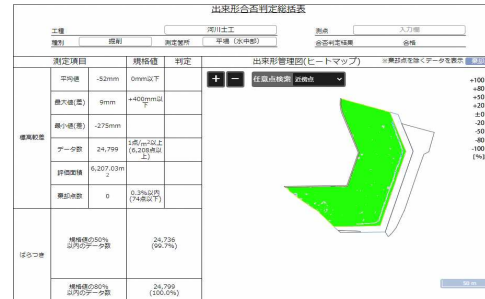 出来形合否判定総括表
工種 河川土工 測点 入力欄
種別 掘削 測定箇所 平場（水中部） 合否判定結果 合格
測定項目 規格値 判定 出来形管理図(ヒートマップ) ※棄却点を除くデータを表示
+ − 任意点検索 近傍点
標高較差
平均値 -52mm 0mm以下
最大値(差) 9mm +400mm以下
最小値(差) -275mm
データ数 24,799 1点/m²以上 (6,208点以上)
評価面積 6,207.03m2
棄却点数 0 0.3%以内 (74点以下)
ばらつき
規格値の50%以内のデータ数 24,736 (99.7%)
規格値の80%以内のデータ数 24,799 (100.0%)
+100
+80
+50
+20
±0
-20
-50
-80
-100
[%]
50 m